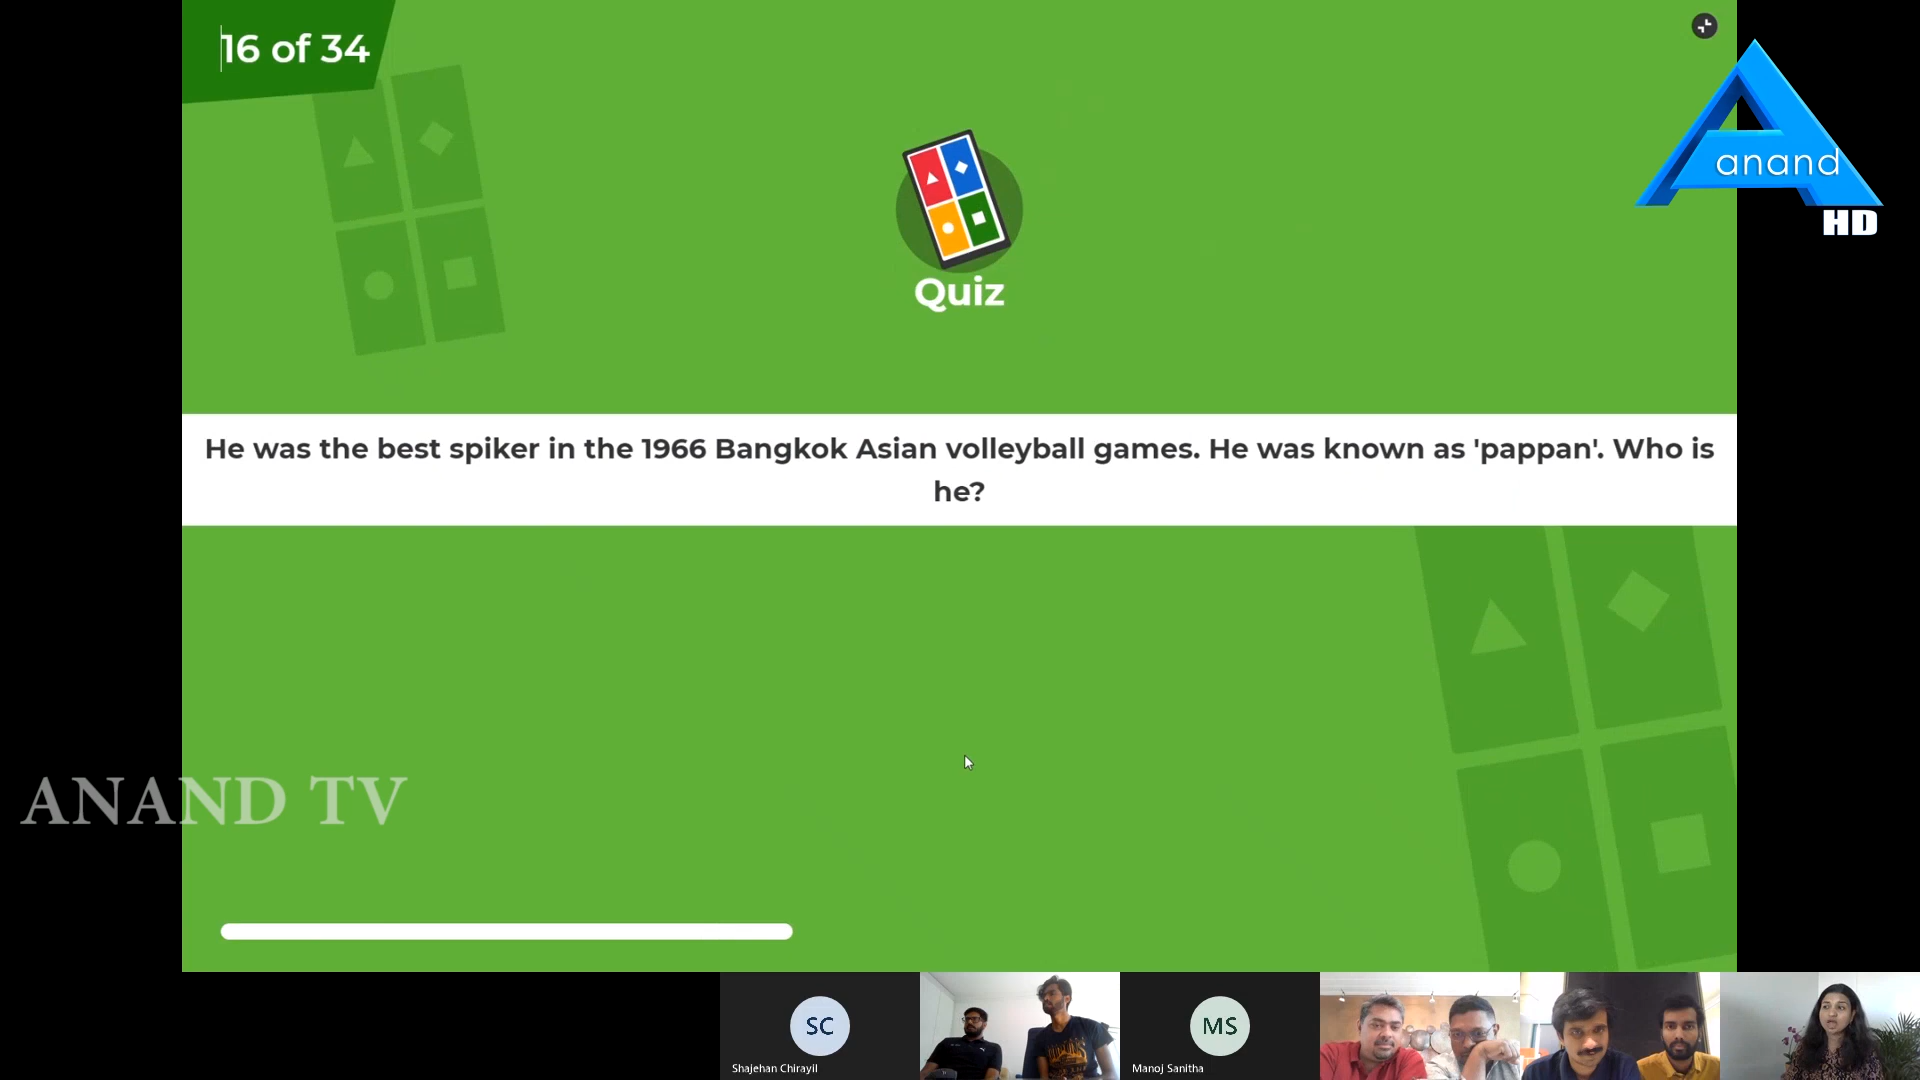 16 of 34
anand
HD
Quiz
He was the best spiker in the 1966 Bangkok Asian volleyball games. He was known as 'pappan'. Who is
he?
ANAND TV
SC
Shajehan Chirayil
MS
Manoj Sanitha